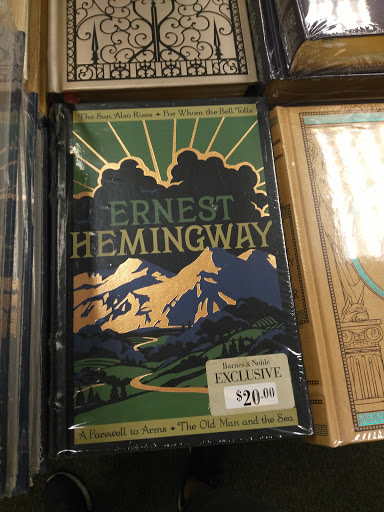 The Sun Also Rises ✦ For Whom the Bell Tolls
ERNEST
HEMINGWAY
Barnes & Noble
EXCLUSIVE
$20.00
A Farewell to Arms ✦ The Old Man and the Sea